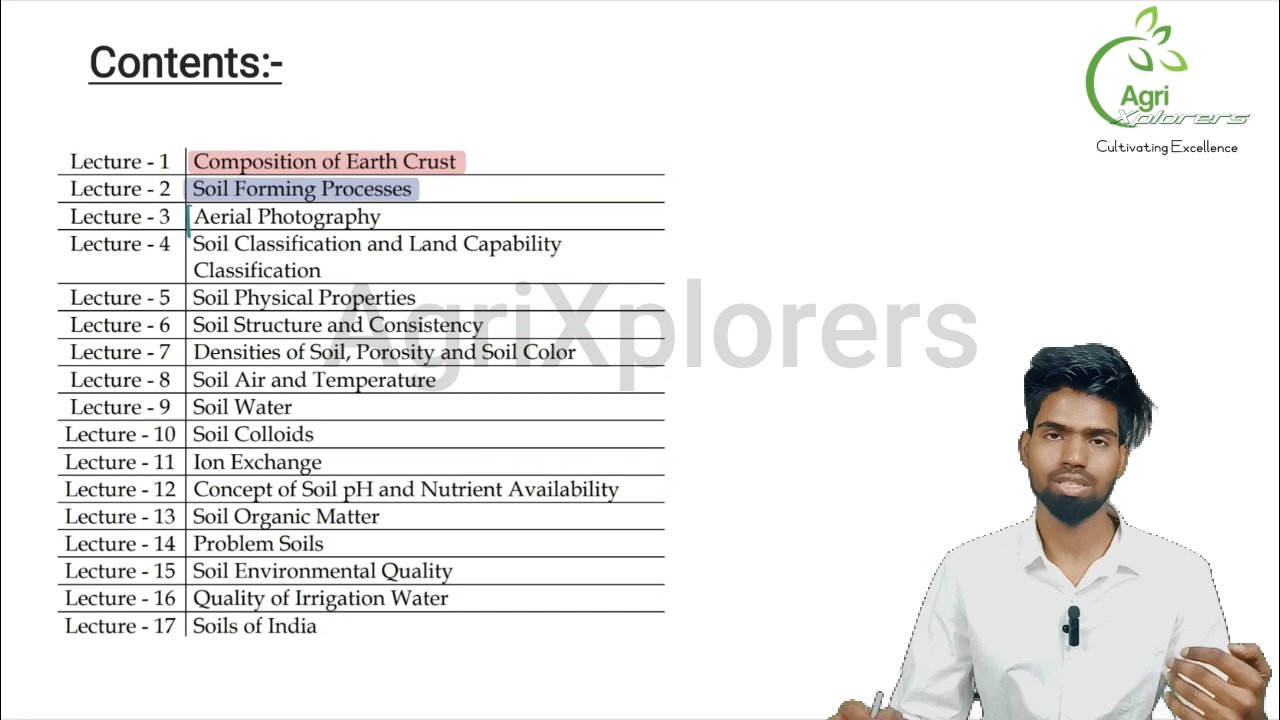 Contents:-
Agri
Xplorers
Cultivating Excellence
Lecture - 1 Composition of Earth Crust
Lecture - 2 Soil Forming Processes
Lecture - 3 Aerial Photography
Lecture - 4 Soil Classification and Land Capability
Classification
Lecture - 5 Soil Physical Properties
Lecture - 6 Soil Structure and Consistency
Lecture - 7 Densities of Soil, Porosity and Soil Color
Lecture - 8 Soil Air and Temperature
Lecture - 9 Soil Water
Lecture - 10 Soil Colloids
Lecture - 11 Ion Exchange
Lecture - 12 Concept of Soil pH and Nutrient Availability
Lecture - 13 Soil Organic Matter
Lecture - 14 Problem Soils
Lecture - 15 Soil Environmental Quality
Lecture - 16 Quality of Irrigation Water
Lecture - 17 Soils of India
AgriXplorers